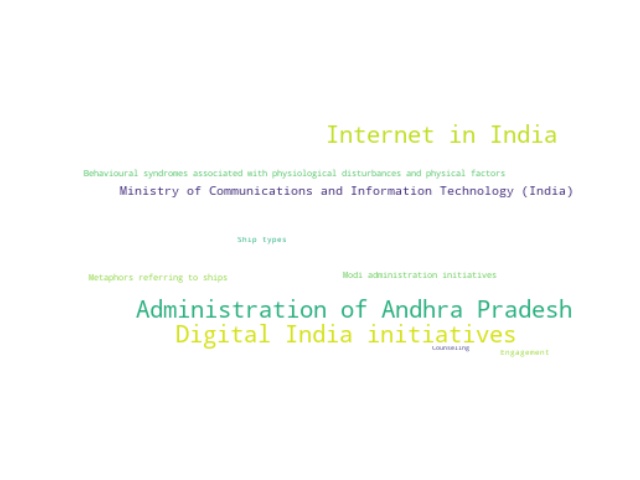 Internet in India
Behavioural syndromes associated with physiological disturbances and physical factors
Ministry of Communications and Information Technology (India)
Ship types
Metaphors referring to ships
Modi administration initiatives
Administration of Andhra Pradesh
Digital India initiatives
Counseling
Engagement